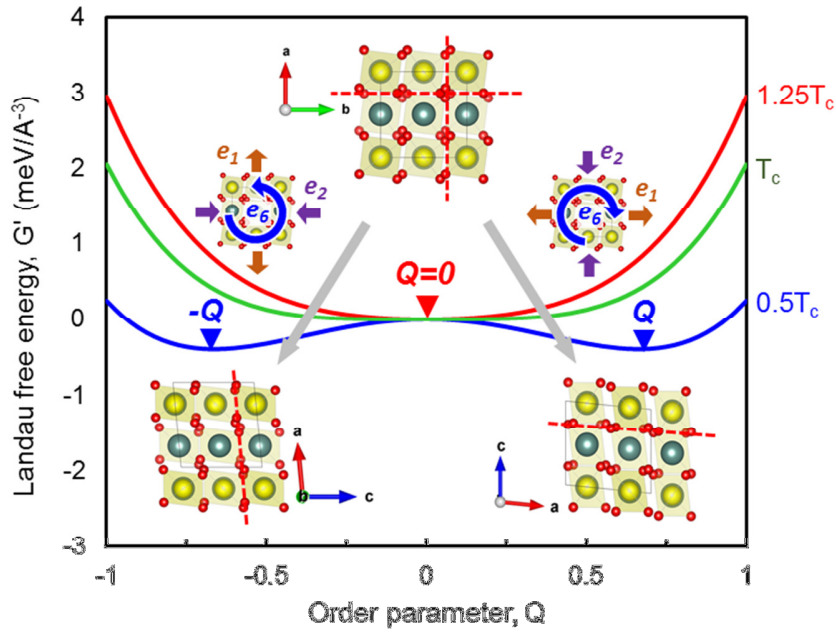 Landau free energy, G' (meV/A⁻³)
4
3
2
1
0
-1
-2
-3
a
b
1.25Tc
Tc
0.5Tc
e1
e2
e6
e2
e1
e6
Q=0
-Q
Q
a
b
c
c
a
-1
-0.5
0
0.5
1
Order parameter, Q